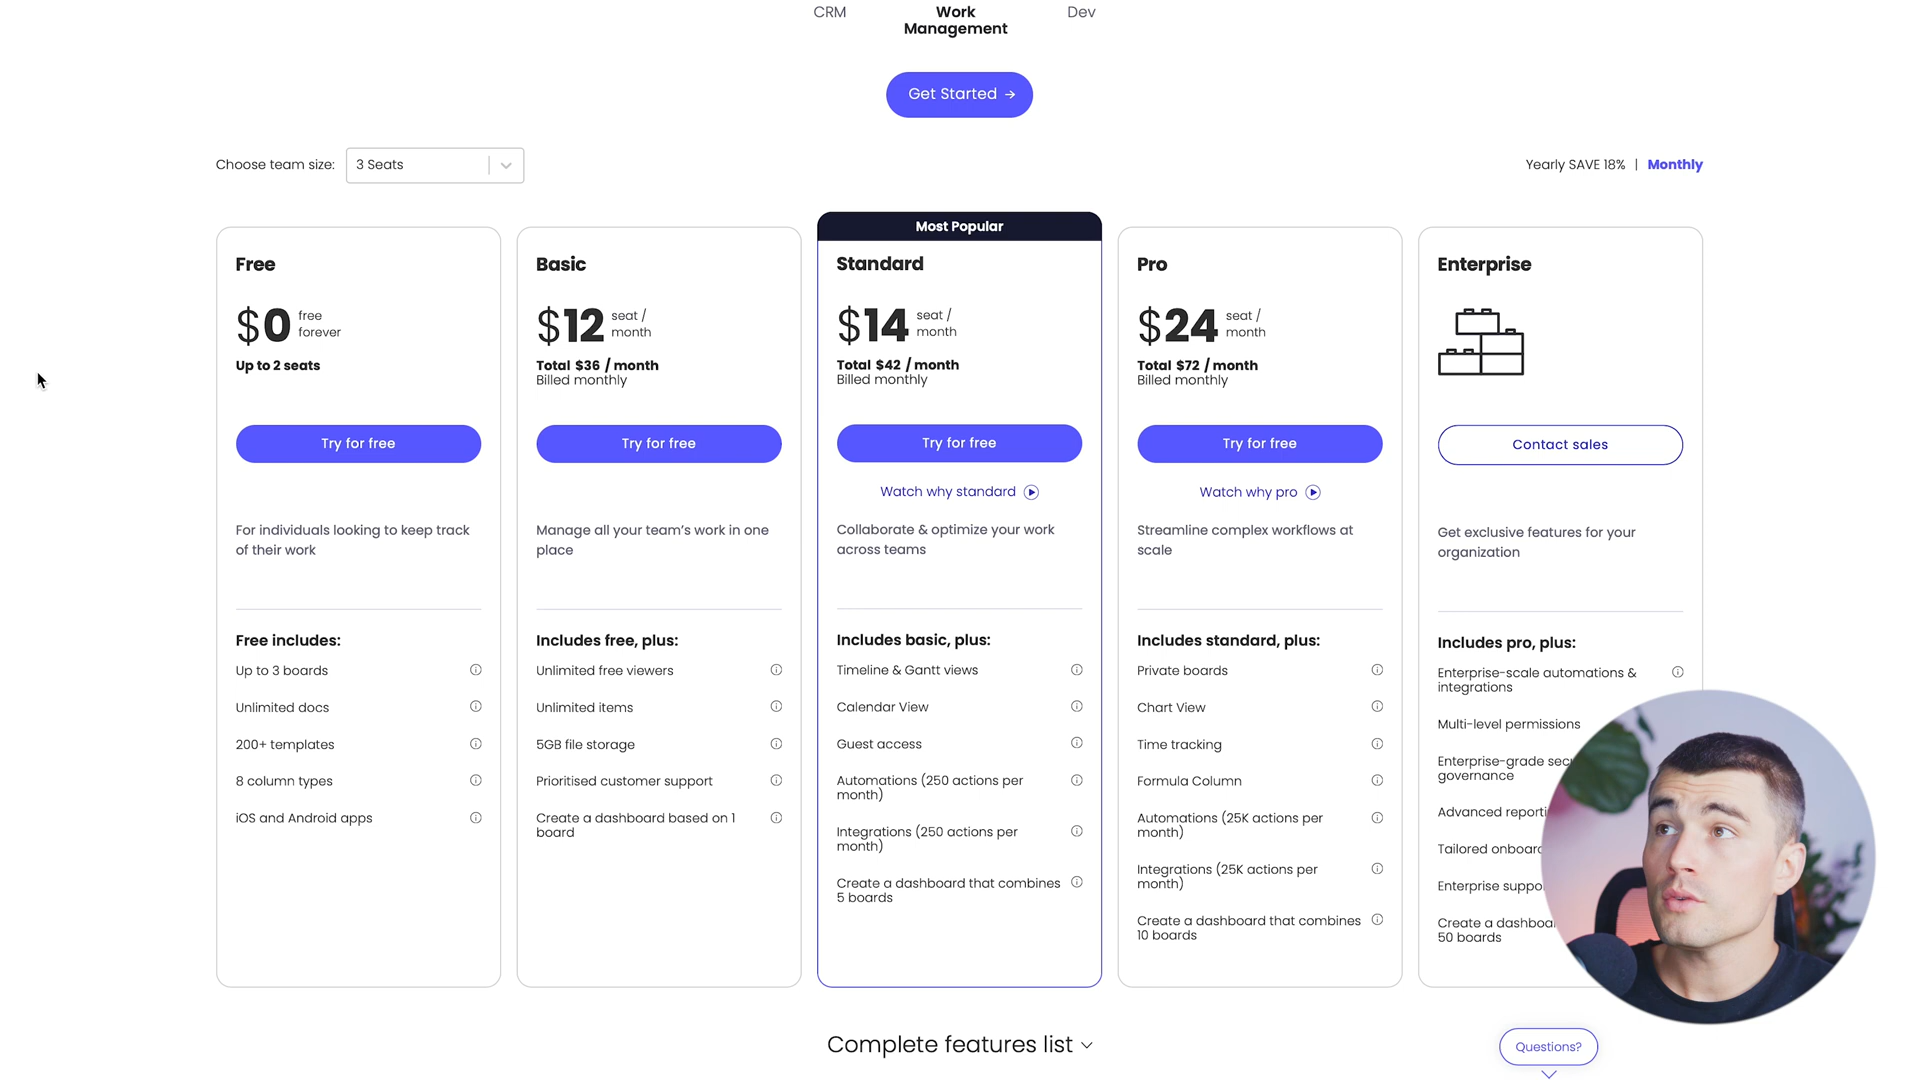 CRM
Work
Management
Dev
Get Started →
Choose team size:
3 Seats
Yearly SAVE 18% | Monthly
Free
$0 free
forever
Up to 2 seats
Try for free
For individuals looking to keep track
of their work
Free includes:
Up to 3 boards
Unlimited docs
200+ templates
8 column types
iOS and Android apps
Basic
$12 seat /
month
Total $36 / month
Billed monthly
Try for free
Manage all your team’s work in one
place
Includes free, plus:
Unlimited free viewers
Unlimited items
5GB file storage
Prioritised customer support
Create a dashboard based on 1
board
Most Popular
Standard
$14 seat /
month
Total $42 / month
Billed monthly
Try for free
Watch why standard
Collaborate & optimize your work
across teams
Includes basic, plus:
Timeline & Gantt views
Calendar View
Guest access
Automations (250 actions per
month)
Integrations (250 actions per
month)
Create a dashboard that combines
5 boards
Pro
$24 seat /
month
Total $72 / month
Billed monthly
Try for free
Watch why pro
Streamline complex workflows at
scale
Includes standard, plus:
Private boards
Chart View
Time tracking
Formula Column
Automations (25K actions per
month)
Integrations (25K actions per
month)
Create a dashboard that combines
10 boards
Enterprise
Contact sales
Get exclusive features for your
organization
Includes pro, plus:
Enterprise-scale automations &
integrations
Multi-level permissions
Enterprise-grade
governance
Advanced
Tailored
Enterprise
Create a
50 boards
Complete features list
Questions?